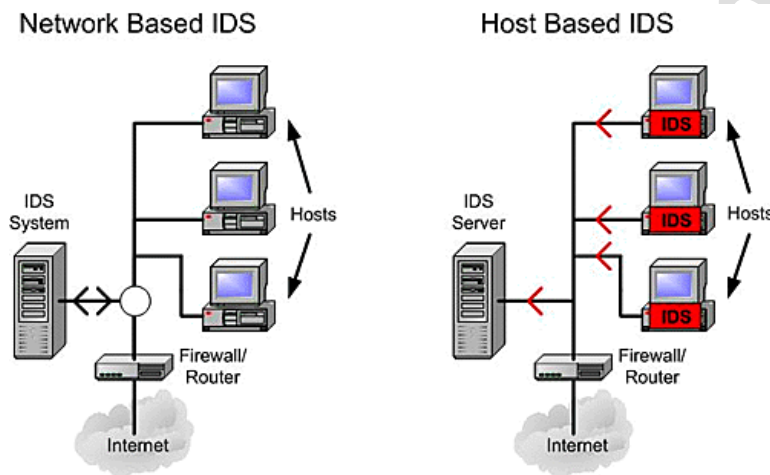 Network Based IDS
IDS
System
Hosts
Firewall/
Router
Internet
Host Based IDS
IDS
IDS
IDS
IDS
Server
Hosts
Firewall/
Router
Internet